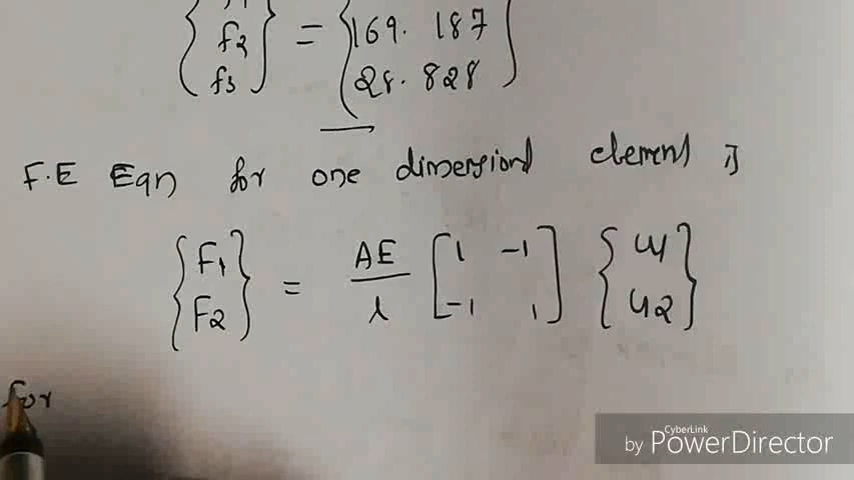 f2 = 169. 187
f3 28. 828
F.E Eqn for one dimensional element is
{F1 F2} = AE/l [1 -1 -1 1] {u1 u2}
for
CyberLink
by PowerDirector